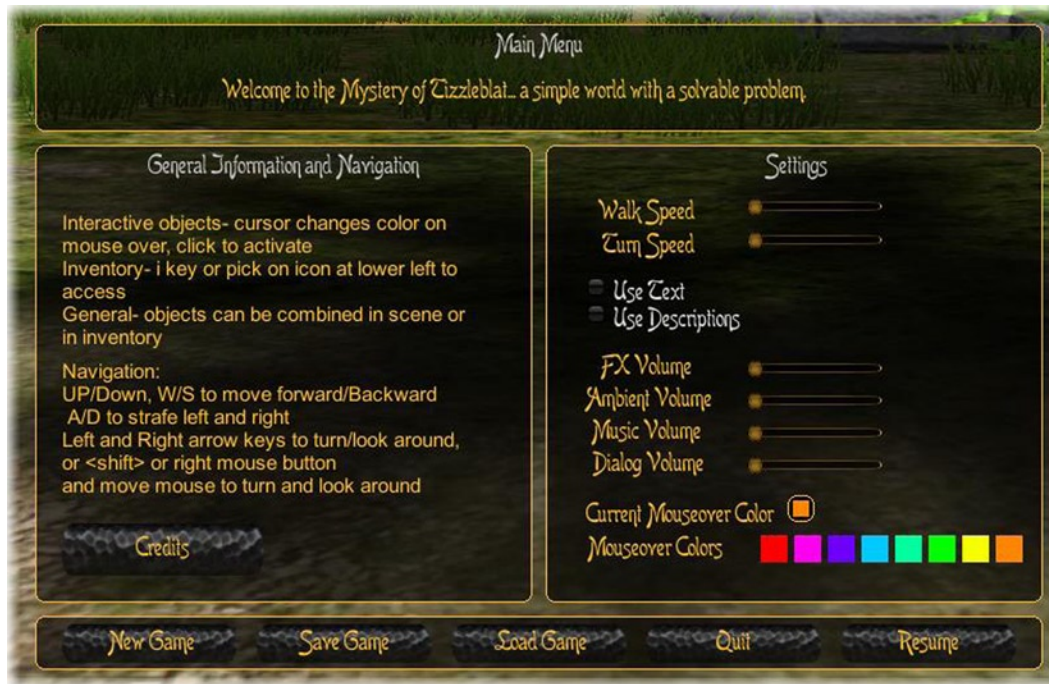 Main Menu
Welcome to the Mystery of Tizzleblat... a simple world with a solvable problem.
General Information and Navigation
Interactive objects- cursor changes color on
mouse over, click to activate
Inventory- i key or pick on icon at lower left to
access
General- objects can be combined in scene or
in inventory
Navigation:
UP/Down, W/S to move forward/Backward
A/D to strafe left and right
Left and Right arrow keys to turn/look around,
or <shift> or right mouse button
and move mouse to turn and look around
Credits
Settings
Walk Speed
Turn Speed
Use Text
Use Descriptions
FX Volume
Ambient Volume
Music Volume
Dialog Volume
Current Mouseover Color
Mouseover Colors
New Game
Save Game
Load Game
Quit
Resume